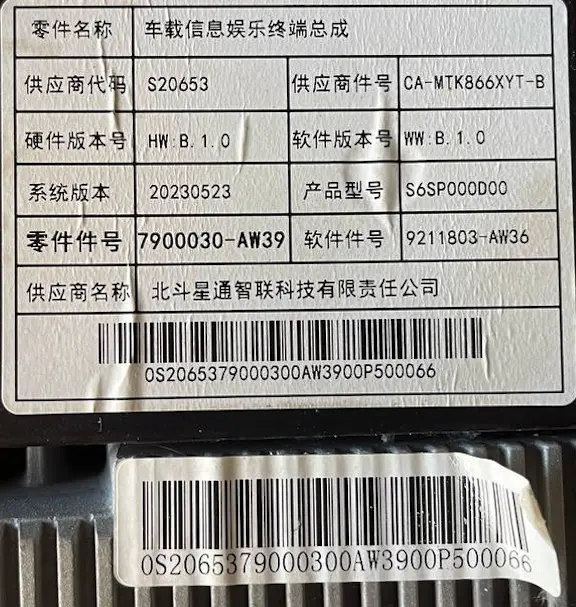 零件名称 车载信息娱乐终端总成
供应商代码 S20653 供应商件号 CA-MTK866XYT-B
硬件版本号 HW:B.1.0 软件版本号 WW:B.1.0
系统版本 20230523 产品型号 S6SP000D00
零件件号 7900030-AW39 软件件号 9211803-AW36
供应商名称 北斗星通智联科技有限责任公司
0S2065379000300AW3900P500066
0S2065379000300AW3900P500066